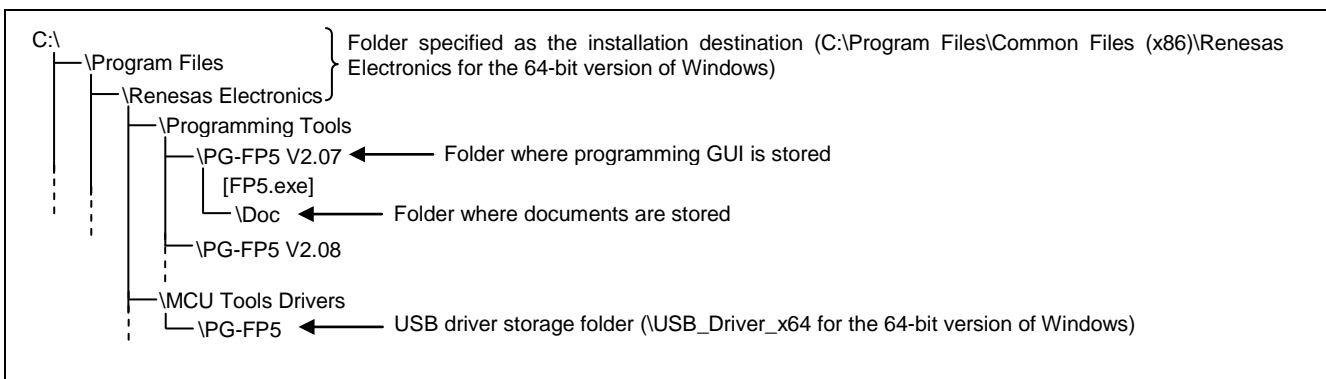 C:\
\Program Files
\Renesas Electronics
Folder specified as the installation destination (C:\Program Files\Common Files (x86)\Renesas
Electronics for the 64-bit version of Windows)
\Programming Tools
\PG-FP5 V2.07
Folder where programming GUI is stored
[FP5.exe]
\Doc
Folder where documents are stored
\PG-FP5 V2.08
\MCU Tools Drivers
\PG-FP5
USB driver storage folder (\USB_Driver_x64 for the 64-bit version of Windows)